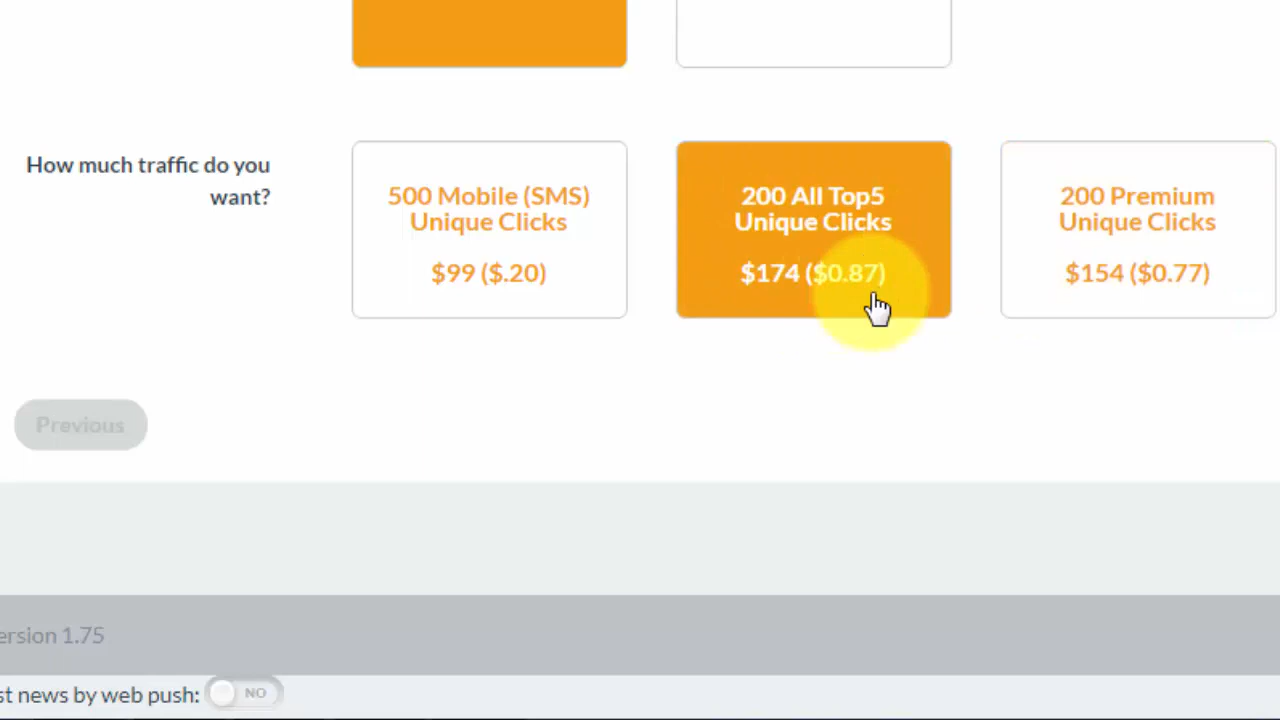 How much traffic do you
want?
500 Mobile (SMS)
Unique Clicks
$99 ($.20)
200 All Top5
Unique Clicks
$174 ($0.87)
200 Premium
Unique Clicks
$154 ($0.77)
Previous
ersion 1.75
st news by web push:
NO